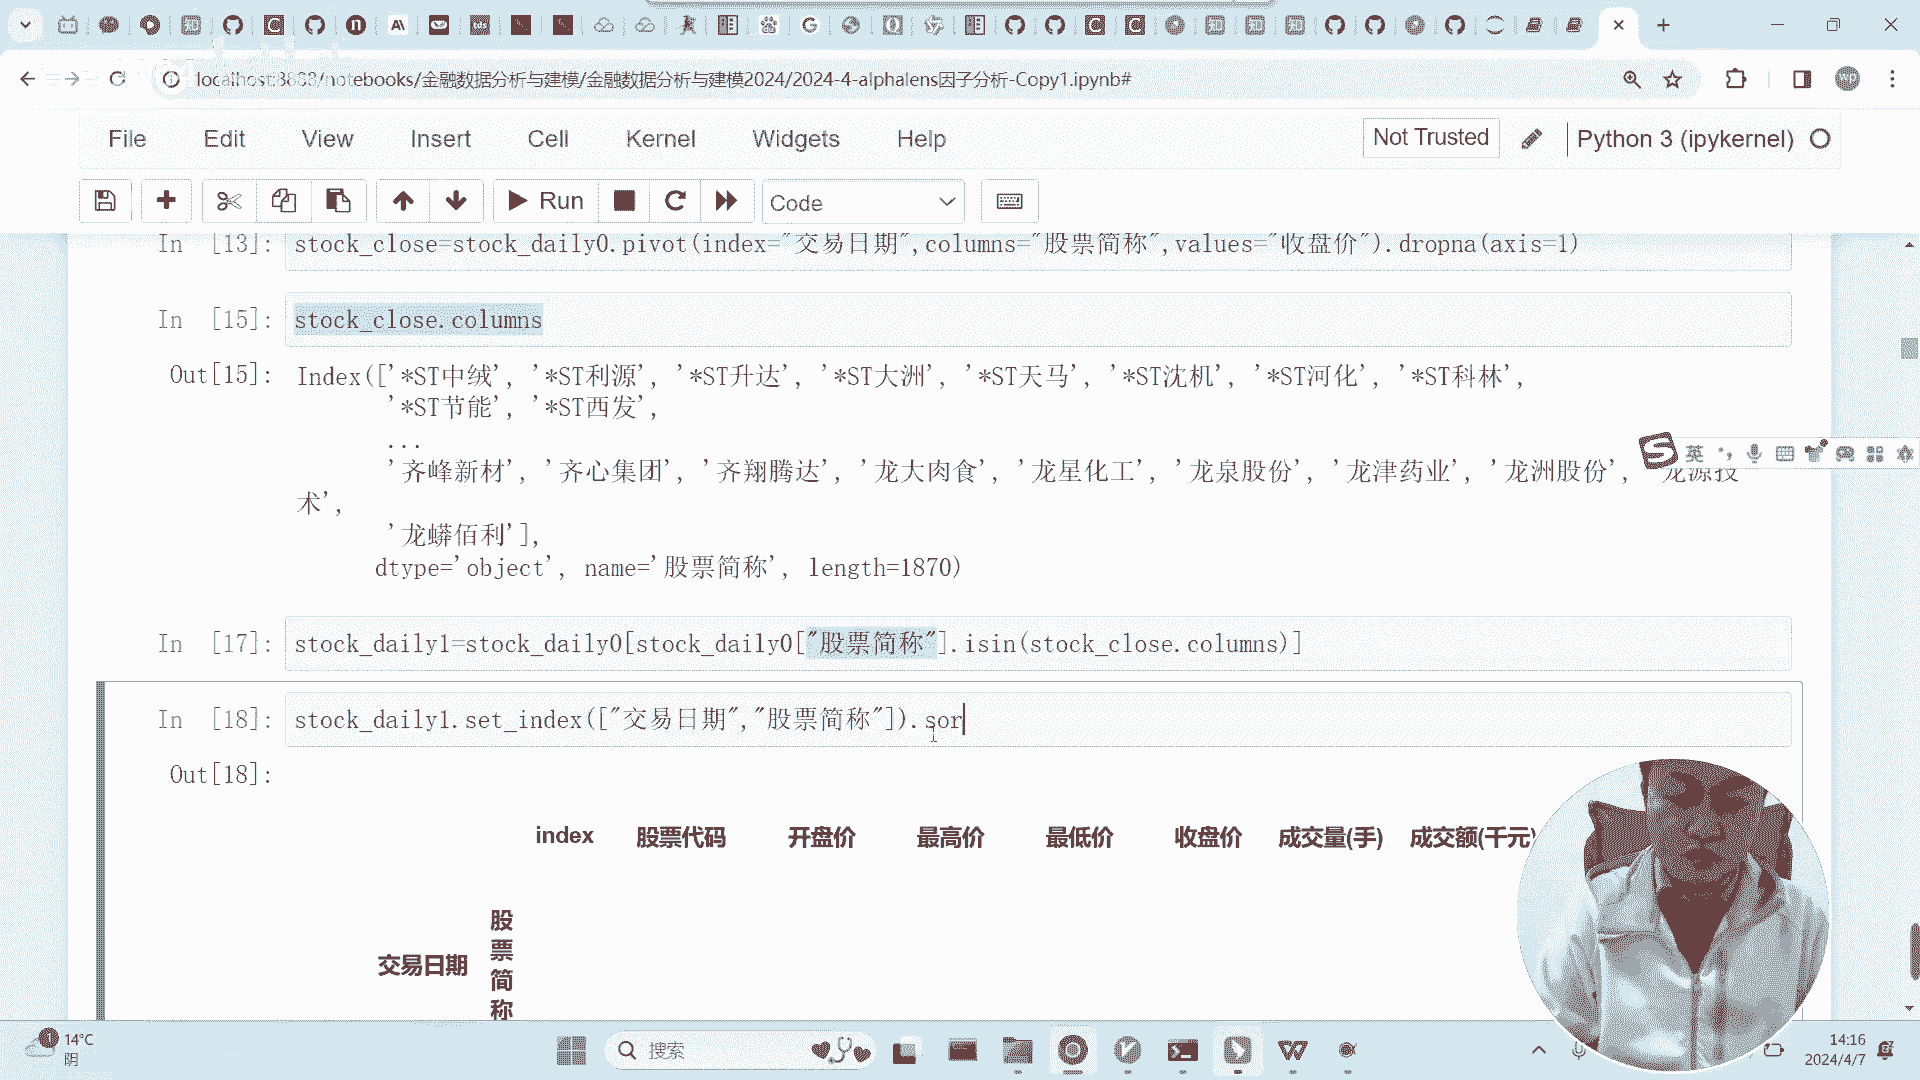 localhost:8888/notebooks/金融数据分析与建模/金融数据分析与建模2024/2024-4-alphalens因子分析-Copy1.ipynb#
wp
File Edit View Insert Cell Kernel Widgets Help
Not Trusted
Python 3 (ipykernel)
Run
Code
In [13]: stock_close=stock_daily0.pivot(index="交易日期",columns="股票简称",values="收盘价").dropna(axis=1)
In [15]: stock_close.columns
Out[15]: Index(['*ST中绒', '*ST利源', '*ST升达', '*ST大洲', '*ST天马', '*ST沈机', '*ST河化', '*ST科林',
'*ST节能', '*ST西发',
...
'齐峰新材', '齐心集团', '齐翔腾达', '龙大肉食', '龙星化工', '龙泉股份', '龙津药业', '龙洲股份', '龙源技
术',
'龙蟒佰利'],
dtype='object', name='股票简称', length=1870)
英
In [17]: stock_daily1=stock_daily0[stock_daily0["股票简称"].isin(stock_close.columns)]
In [18]: stock_daily1.set_index(["交易日期","股票简称"]).sor
Out[18]:
index 股票代码 开盘价 最高价 最低价 收盘价 成交量(手) 成交额(千元)
交易日期 股票简称
14°C
阴
搜索
14:16
2024/4/7